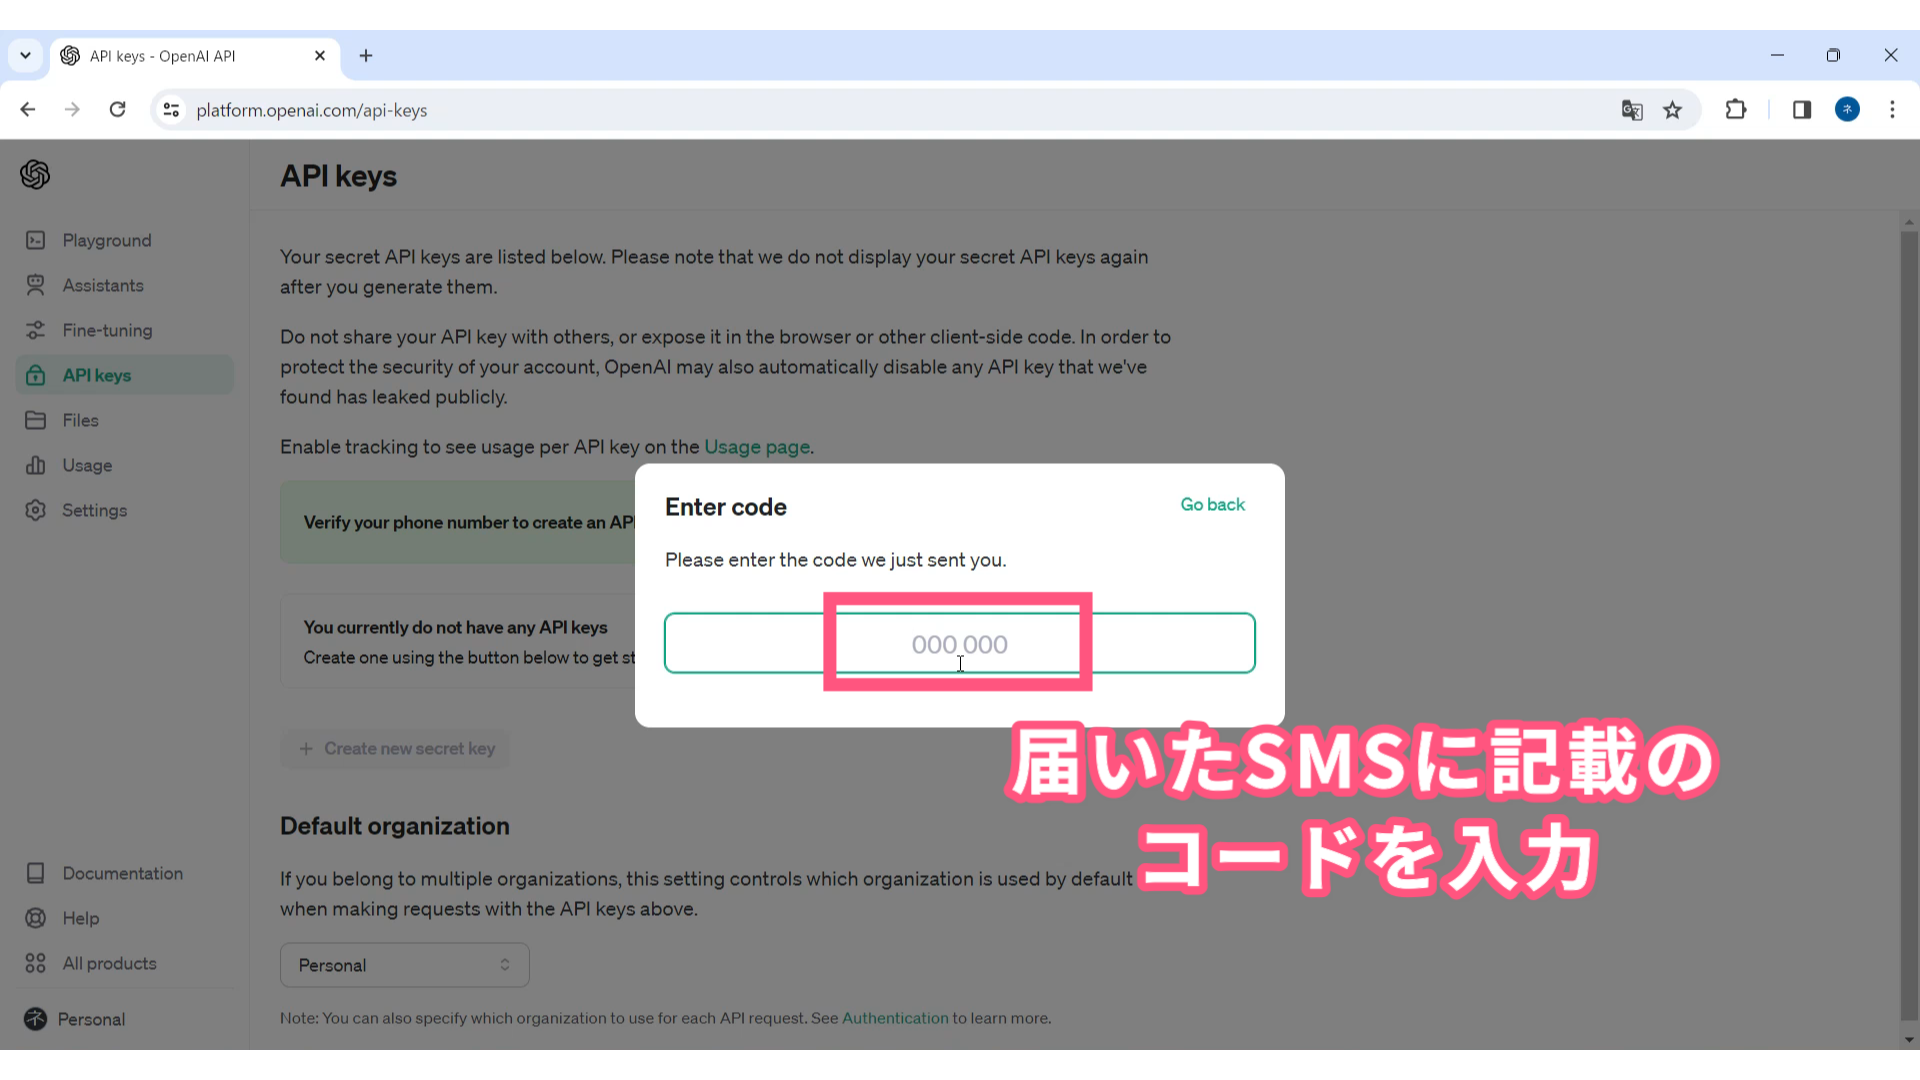 API keys - OpenAI API
platform.openai.com/api-keys
ネ
API keys
Playground
Assistants
Fine-tuning
API keys
Files
Usage
Settings
Your secret API keys are listed below. Please note that we do not display your secret API keys again
after you generate them.
Do not share your API key with others, or expose it in the browser or other client-side code. In order to
protect the security of your account, OpenAI may also automatically disable any API key that we've
found has leaked publicly.
Enable tracking to see usage per API key on the Usage page.
Verify your phone number to create an API
You currently do not have any API keys
Create one using the button below to get st
Enter code
Go back
Please enter the code we just sent you.
000 000
届いたSMSに記載の
コードを入力
+ Create new secret key
Default organization
If you belong to multiple organizations, this setting controls which organization is used by default
when making requests with the API keys above.
Personal
Note: You can also specify which organization to use for each API request. See Authentication to learn more.
Documentation
Help
All products
ネ
Personal